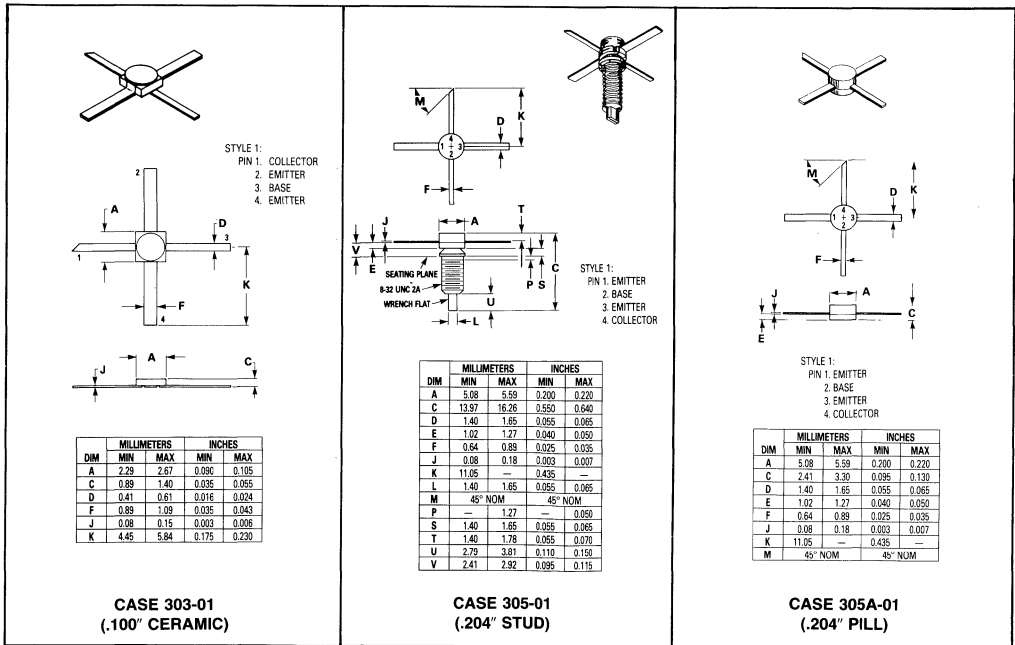 STYLE 1:
PIN 1. COLLECTOR
2. EMITTER
3. BASE
4. EMITTER
2
A
D
3
1
K
F
4
J
A
C
MILLIMETERS INCHES
DIM MIN MAX MIN MAX
A 2.29 2.67 0.090 0.105
C 0.89 1.40 0.035 0.055
D 0.41 0.61 0.016 0.024
F 0.89 1.09 0.035 0.043
J 0.08 0.15 0.003 0.006
K 4.45 5.84 0.175 0.230
CASE 303-01
(.100" CERAMIC)
M
K
D
4
1 + 3
2
F
A
T
J
V
E
SEATING PLANE
8-32 UNC 2A
WRENCH FLAT
P
S
C
U
L
STYLE 1:
PIN 1. EMITTER
2. BASE
3. EMITTER
4. COLLECTOR
MILLIMETERS INCHES
DIM MIN MAX MIN MAX
A 5.08 5.59 0.200 0.220
C 13.97 16.26 0.550 0.640
D 1.40 1.65 0.055 0.065
E 1.02 1.27 0.040 0.050
F 0.64 0.89 0.025 0.035
J 0.08 0.18 0.003 0.007
K 11.05 — 0.435 —
L 1.40 1.65 0.055 0.065
M 45° NOM 45° NOM
P — 1.27 — 0.050
S 1.40 1.65 0.055 0.065
T 1.40 1.78 0.055 0.070
U 2.79 3.81 0.110 0.150
V 2.41 2.92 0.095 0.115
CASE 305-01
(.204" STUD)
M
K
D
4
1 + 3
2
F
A
J
E
C
STYLE 1:
PIN 1. EMITTER
2. BASE
3. EMITTER
4. COLLECTOR
MILLIMETERS INCHES
DIM MIN MAX MIN MAX
A 5.08 5.59 0.200 0.220
C 2.41 3.30 0.095 0.130
D 1.40 1.65 0.055 0.065
E 1.02 1.27 0.040 0.050
F 0.64 0.89 0.025 0.035
J 0.08 0.18 0.003 0.007
K 11.05 — 0.435 —
M 45° NOM 45° NOM
CASE 305A-01
(.204" PILL)